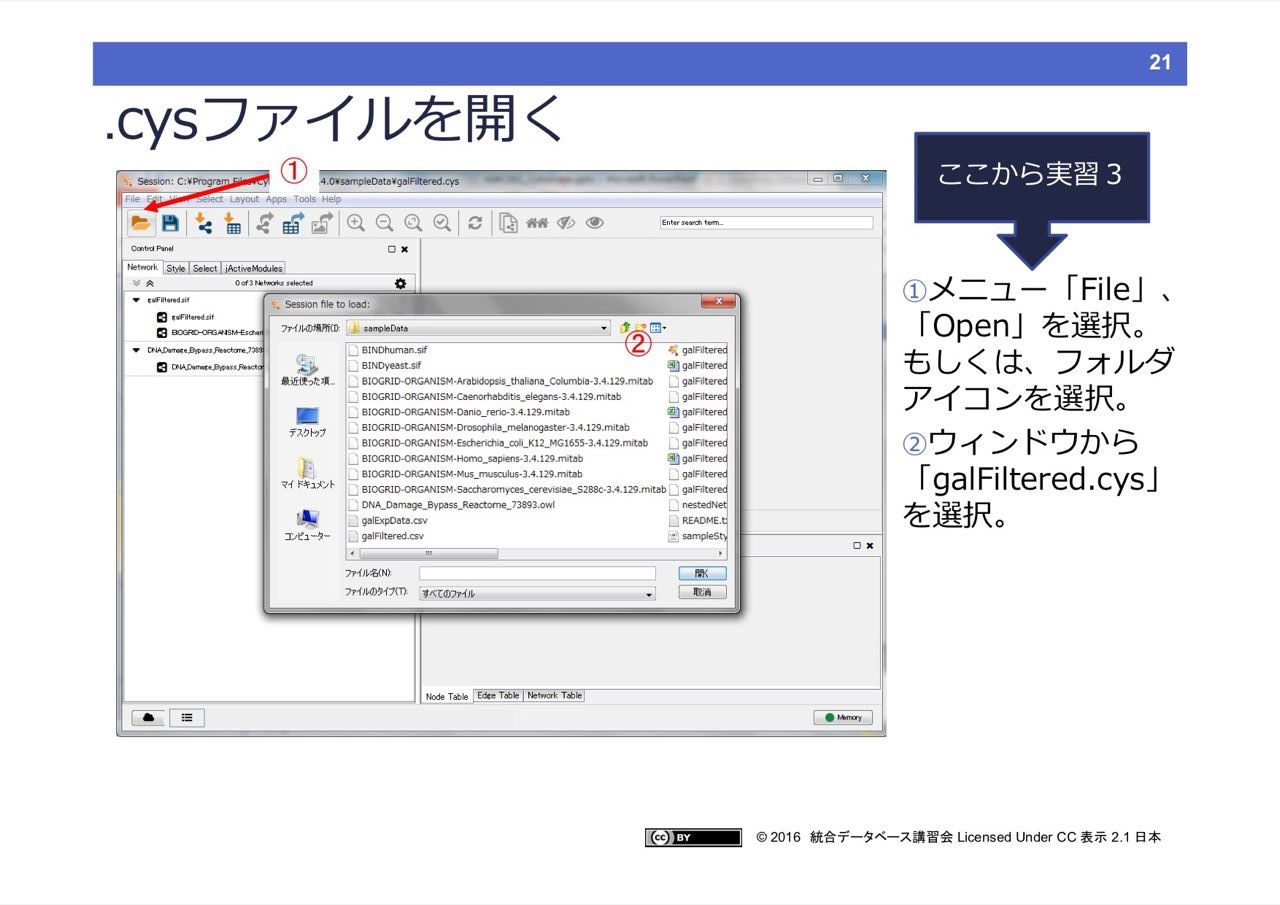 21
.cysファイルを開く
ここから実習3
①
Session: C:¥Program Files¥Cy
.4.0¥sampleData¥galFiltered.cys
File Edit View Select Layout Apps Tools Help
Enter search term...
Control Panel
Network Style Select jActiveModules
0 of 3 Networks selected
galFiltered.sif
galFiltered.sif
BIOGRID-ORGANISM-Escheri
DNA_Damage_Bypass_Reactome_7389
DNA_Damage_Bypass_Reactor
Session file to load:
ファイルの場所(I):
sampleData
②
最近使った項...
デスクトップ
マイ ドキュメント
コンピューター
BINDhuman.sif
BINDyeast.sif
BIOGRID-ORGANISM-Arabidopsis_thaliana_Columbia-3.4.129.mitab
BIOGRID-ORGANISM-Caenorhabditis_elegans-3.4.129.mitab
BIOGRID-ORGANISM-Danio_rerio-3.4.129.mitab
BIOGRID-ORGANISM-Drosophila_melanogaster-3.4.129.mitab
BIOGRID-ORGANISM-Escherichia_coli_K12_MG1655-3.4.129.mitab
BIOGRID-ORGANISM-Homo_sapiens-3.4.129.mitab
BIOGRID-ORGANISM-Mus_musculus-3.4.129.mitab
BIOGRID-ORGANISM-Saccharomyces_cerevisiae_S288c-3.4.129.mitab
DNA_Damage_Bypass_Reactome_73893.owl
galExpData.csv
galFiltered.csv
galFiltered
galFiltered
galFiltered
galFiltered
galFiltered
galFiltered
galFiltered
galFiltered
galFiltered
galFiltered
nestedNet
README.t
sampleSty
ファイル名(N):
開く
ファイルのタイプ(T):
すべてのファイル
取消
Node Table Edge Table Network Table
Memory
①メニュー「File」、
「Open」を選択。
もしくは、フォルダ
アイコンを選択。
②ウィンドウから
「galFiltered.cys」
を選択。
cc BY
© 2016 統合データベース講習会 Licensed Under CC 表示 2.1 日本